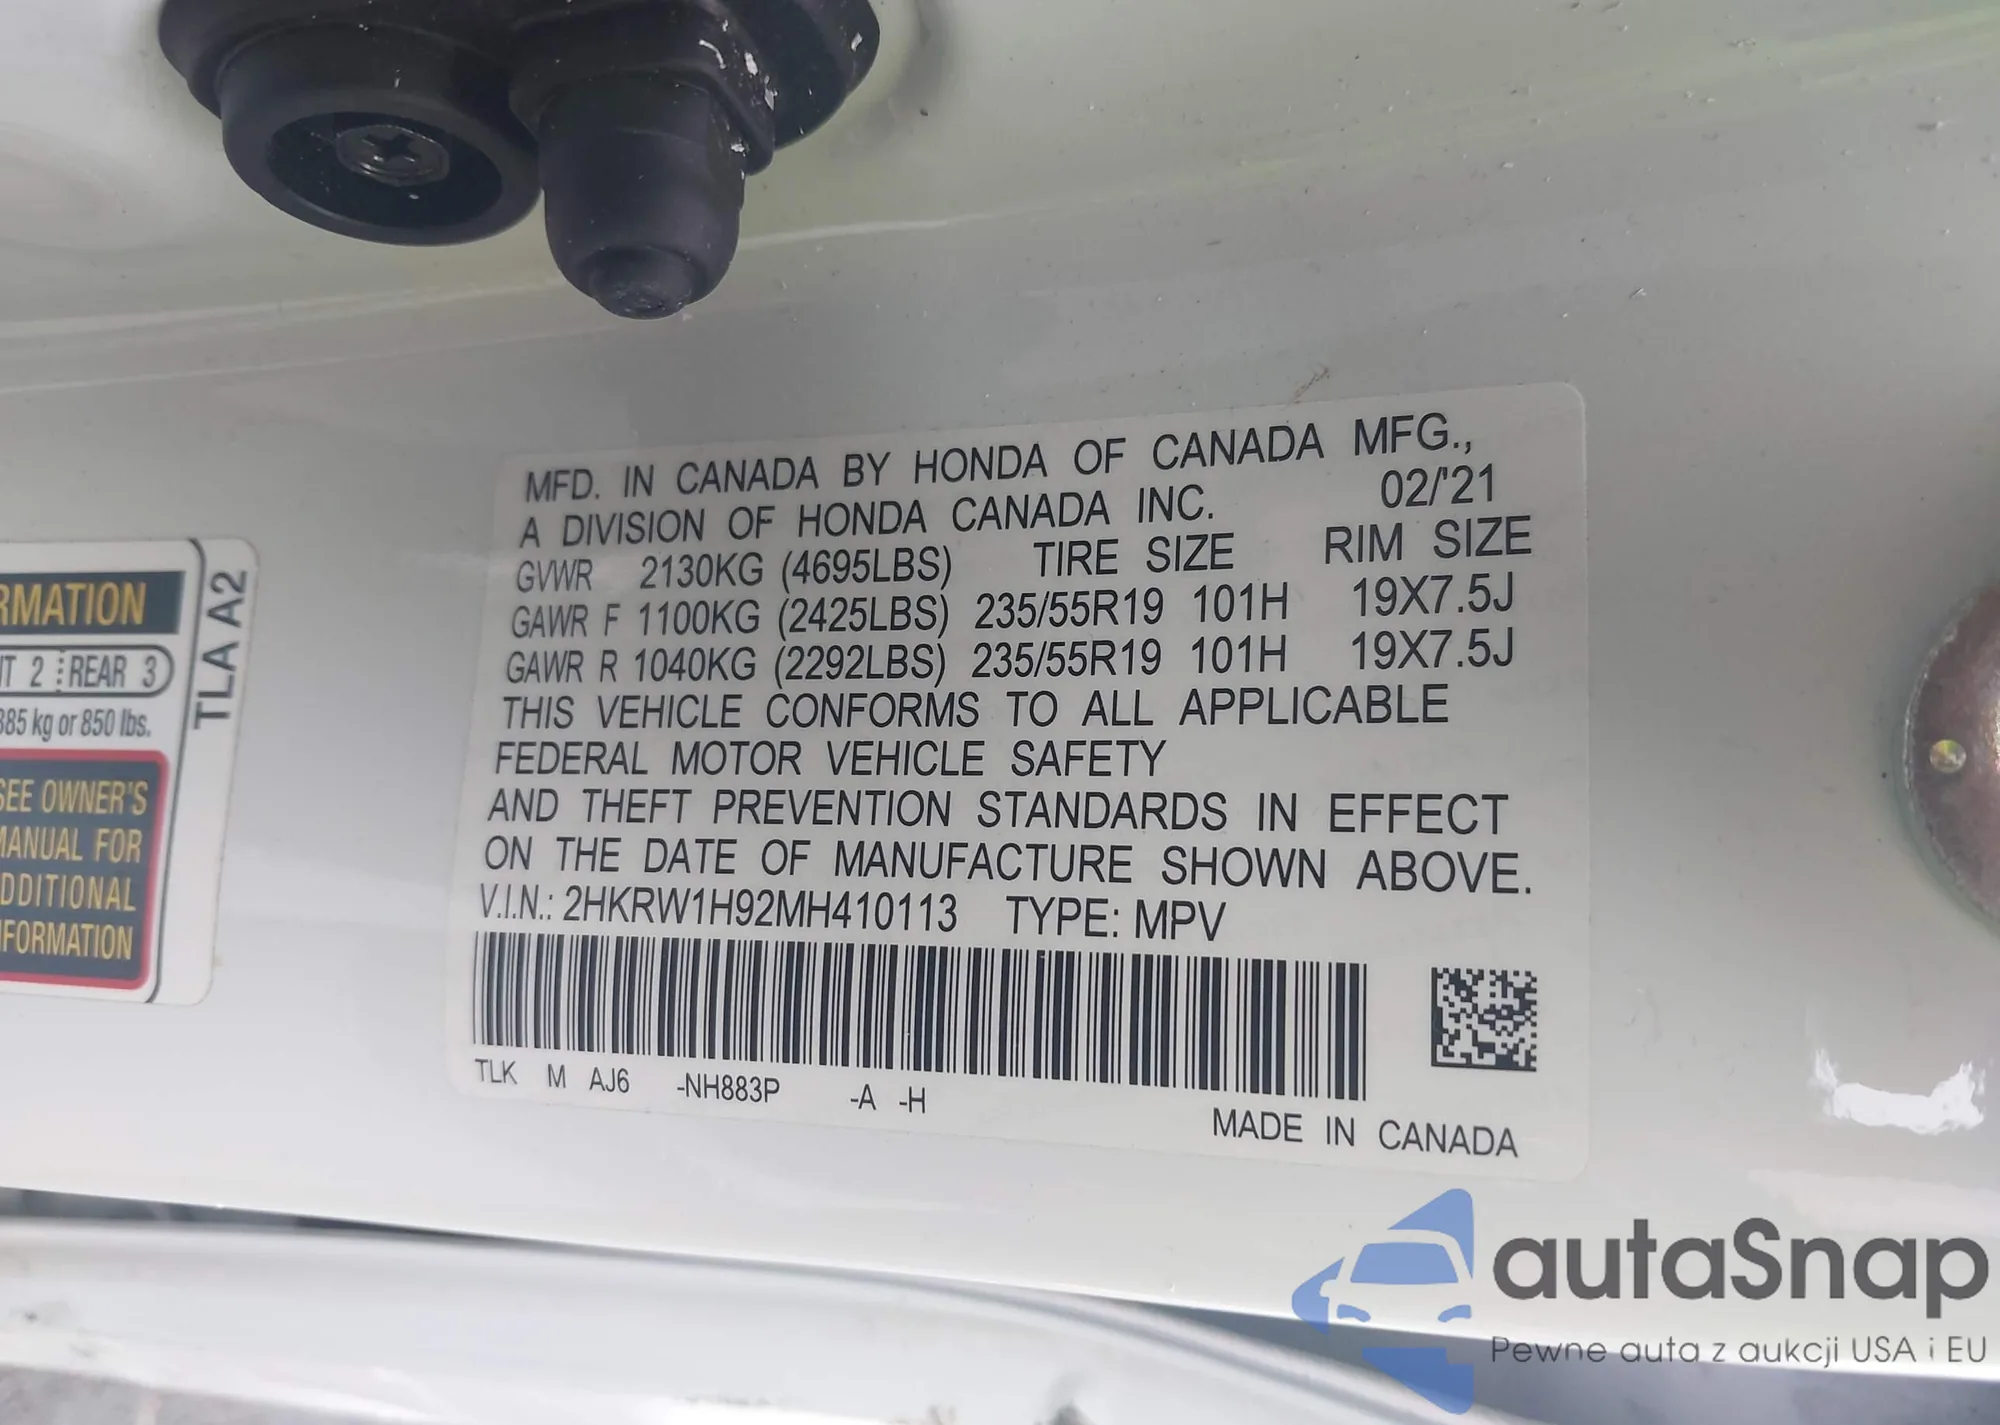 MFD. IN CANADA BY HONDA OF CANADA MFG.,
A DIVISION OF HONDA CANADA INC. 02/'21
GVWR 2130KG (4695LBS) TIRE SIZE RIM SIZE
GAWR F 1100KG (2425LBS) 235/55R19 101H 19X7.5J
GAWR R 1040KG (2292LBS) 235/55R19 101H 19X7.5J
THIS VEHICLE CONFORMS TO ALL APPLICABLE
FEDERAL MOTOR VEHICLE SAFETY
AND THEFT PREVENTION STANDARDS IN EFFECT
ON THE DATE OF MANUFACTURE SHOWN ABOVE.
V.I.N.: 2HKRW1H92MH410113 TYPE: MPV
TLK M AJ6 -NH883P -A -H
MADE IN CANADA
RMATION
2 REAR 3
385 kg or 850 lbs.
SEE OWNER'S
MANUAL FOR
DDITIONAL
FORMATION
TLA A2
autaSnap
Pewne auta z aukcji USA i EU